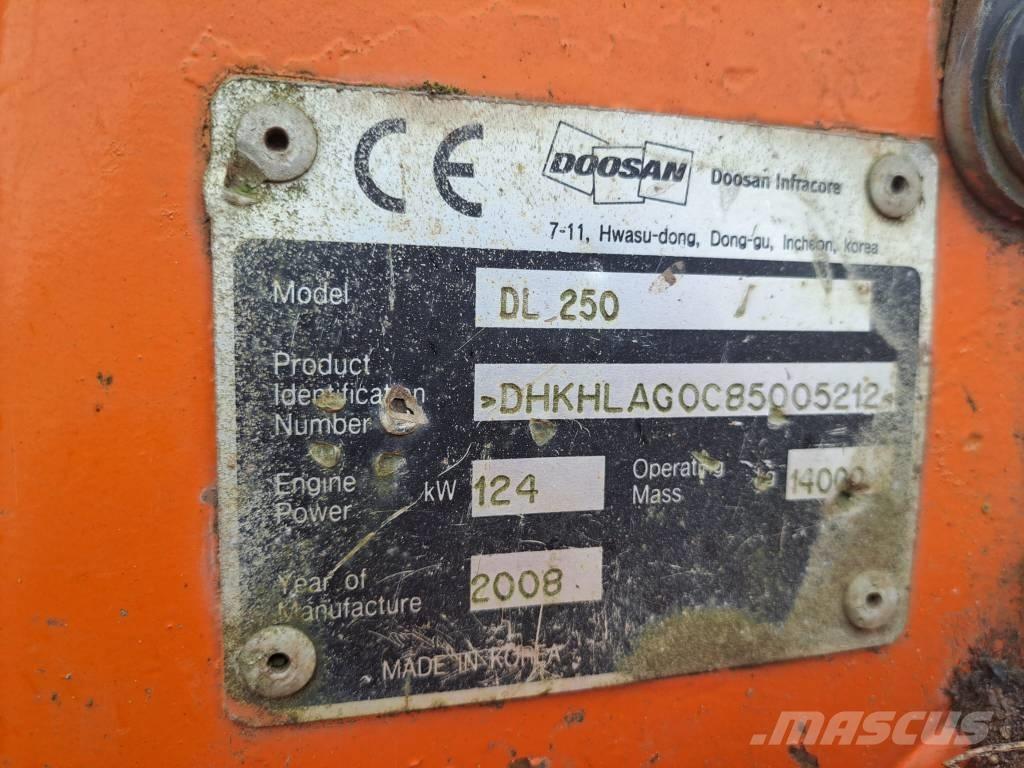 CE DOOSAN Doosan Infracore
7-11, Hwasu-dong, Dong-gu, Incheon, Korea
Model DL 250
Product
Identification
Number >DHKHLAG0C85005212<
Engine
Power kW 124
Operating
Mass 14000
Year of
Manufacture 2008
MADE IN KOREA
MASCUS